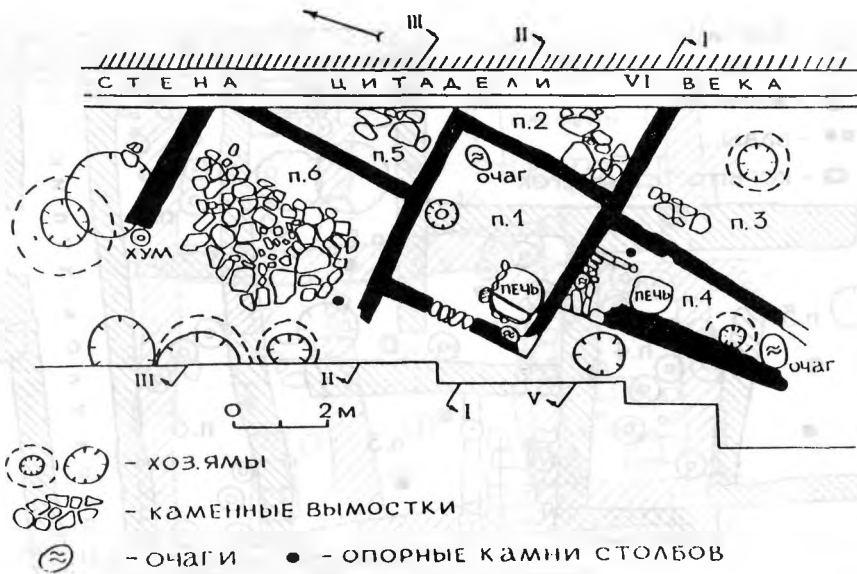 III II I
СТЕНА ЦИТАДЕЛИ VI ВЕКА
п.2
п.5
очаг
п.6
п.1
п.3
хум
печь
печь
п.4
очаг
III II I V
0 2 м
- хоз. ямы
- каменные вымостки
- очаги • - опорные камни столбов